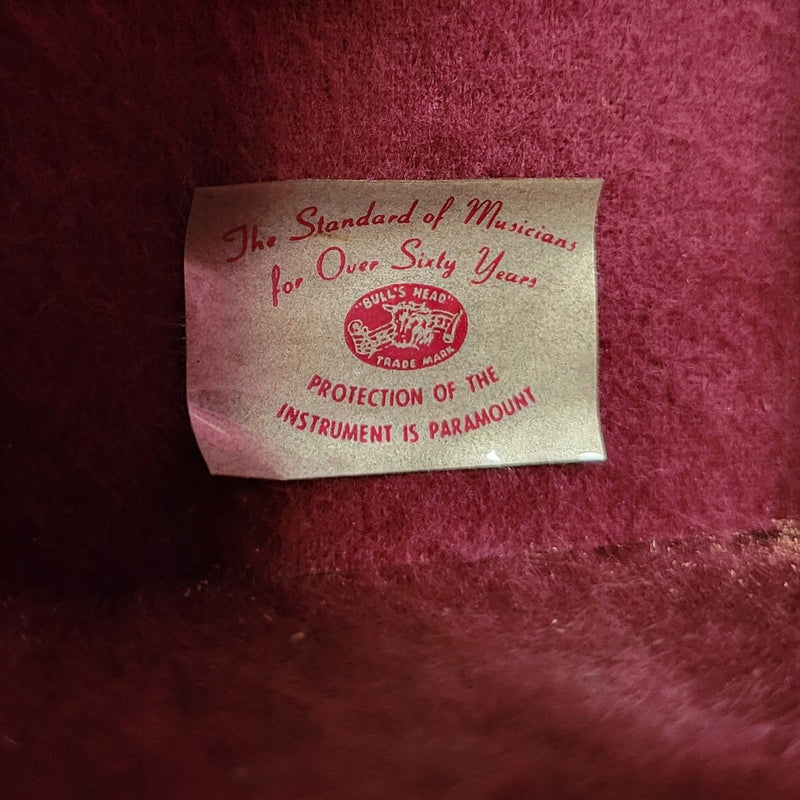 The Standard of Musicians
for Over Sixty Years
"BULL'S HEAD"
TRADE MARK
PROTECTION OF THE
INSTRUMENT IS PARAMOUNT